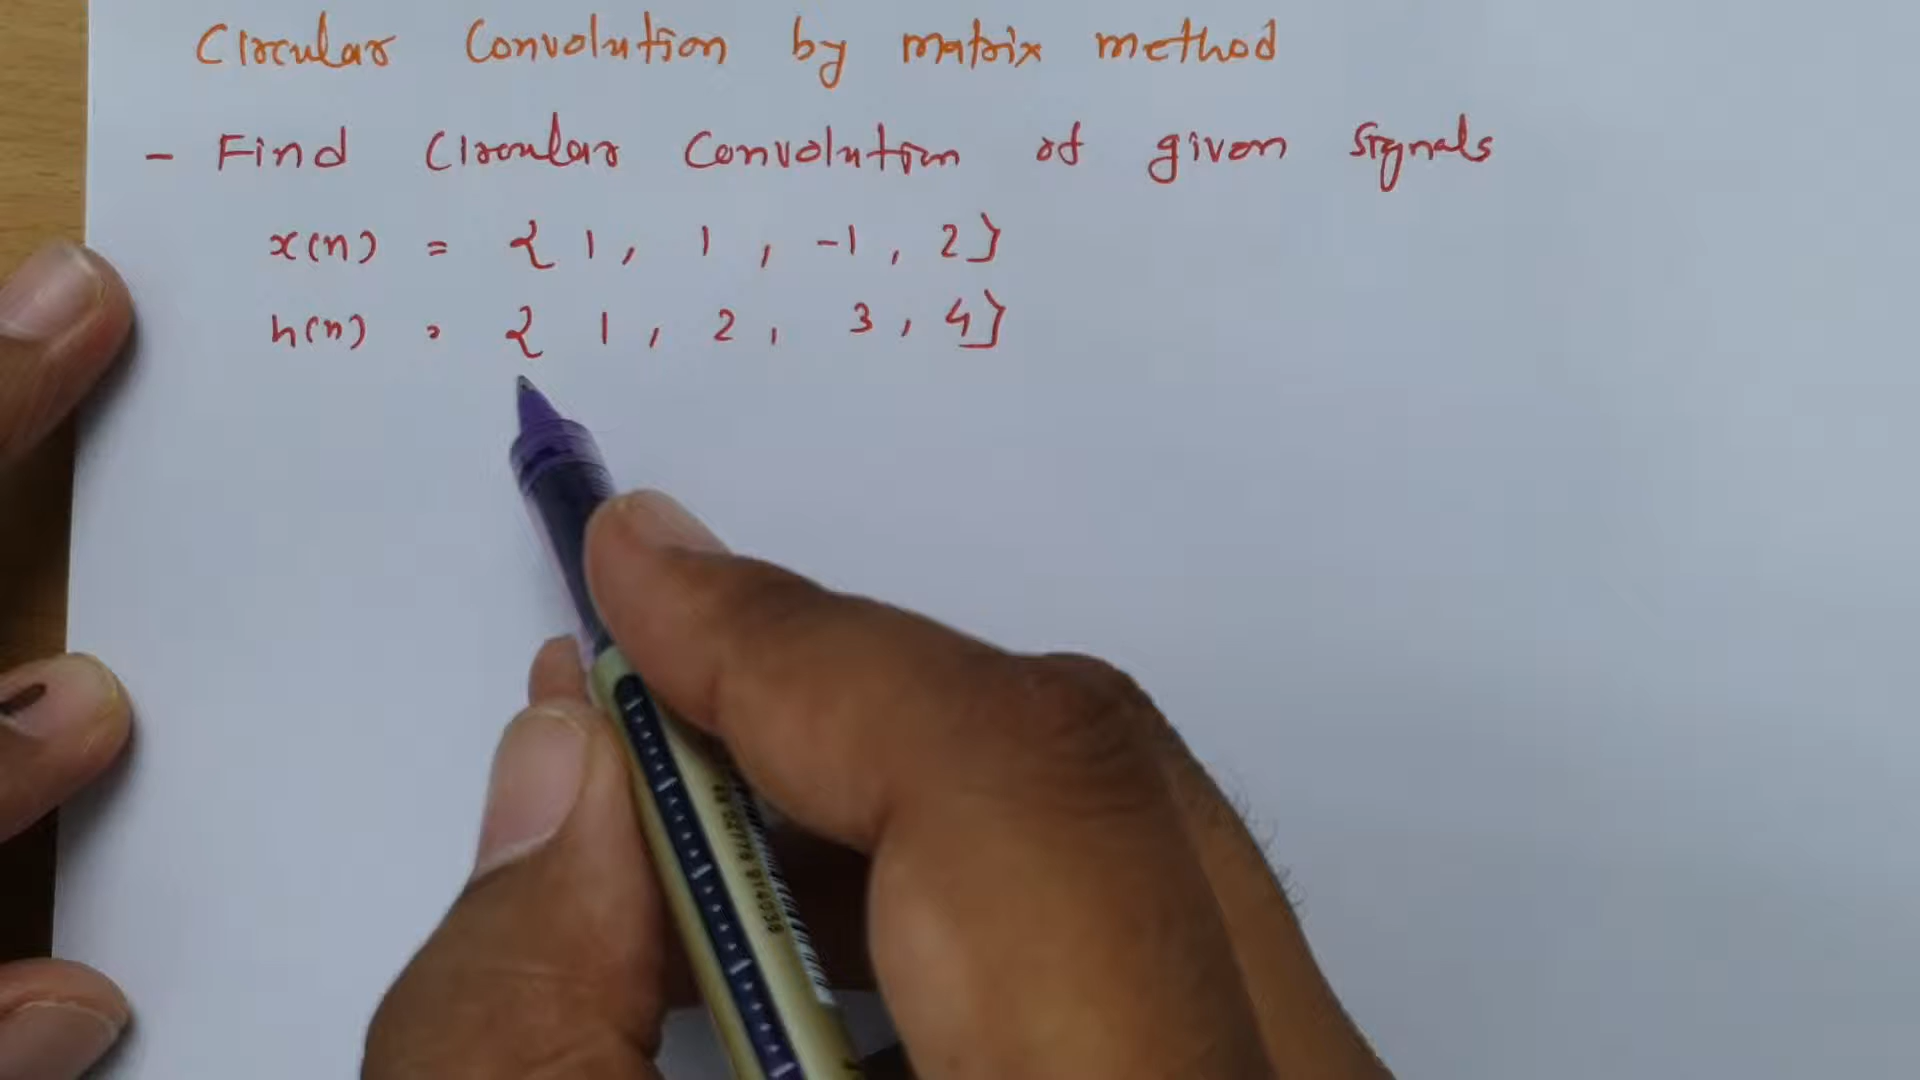 Circular Convolution by matrix method
- Find Circular Convolution of given signals
x(n) = { 1 , 1 , -1 , 2 }
h(n) = { 1 , 2 , 3 , 4 }